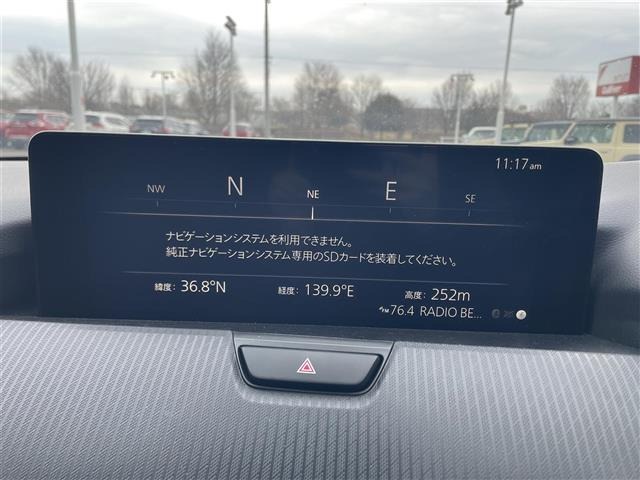 11:17 am
NW N NE E SE
ナビゲーションシステムを利用できません。
純正ナビゲーションシステム専用のSDカードを装着してください。
緯度: 36.8°N 経度: 139.9°E 高度: 252m
FM 76.4 RADIO BE...